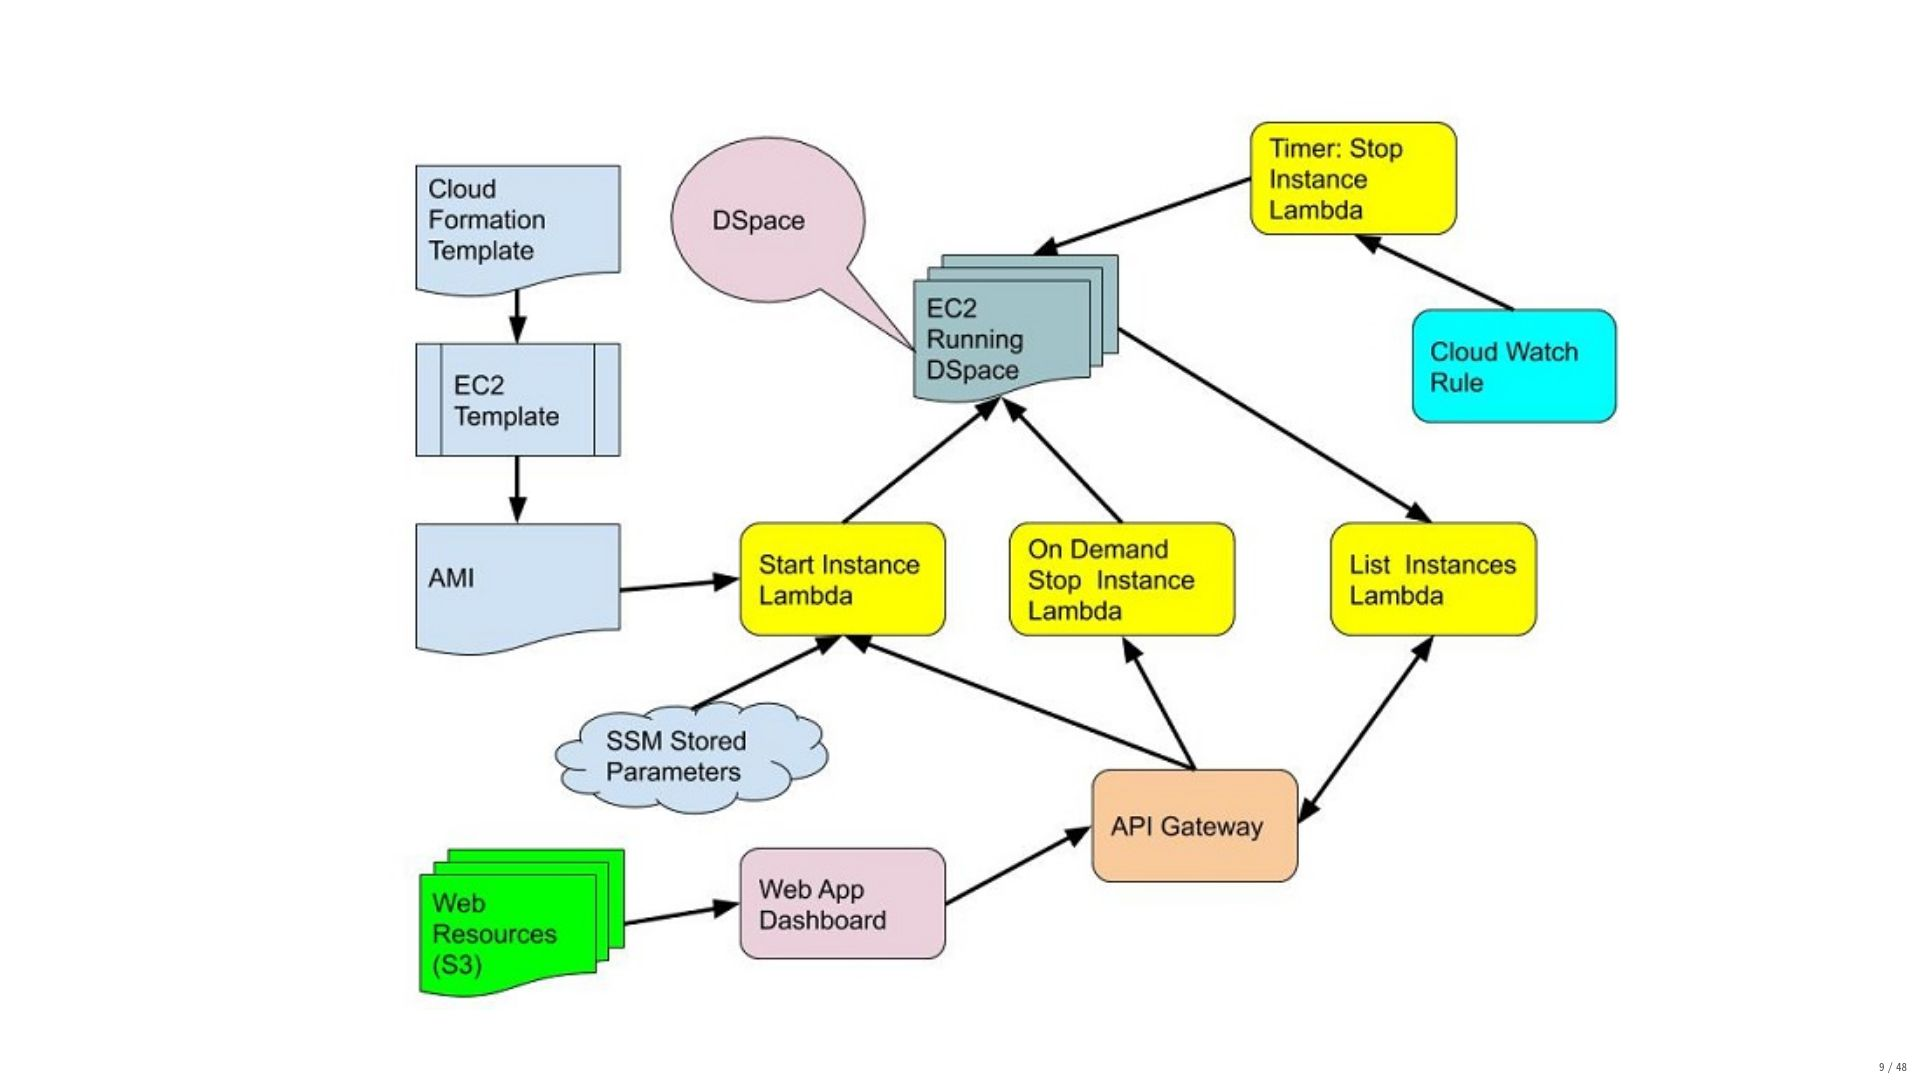 Cloud
Formation
Template
EC2
Template
AMI
DSpace
EC2
Running
DSpace
Timer: Stop
Instance
Lambda
Cloud Watch
Rule
Start Instance
Lambda
On Demand
Stop  Instance
Lambda
List  Instances
Lambda
SSM Stored
Parameters
API Gateway
Web
Resources
(S3)
Web App
Dashboard
9 / 48